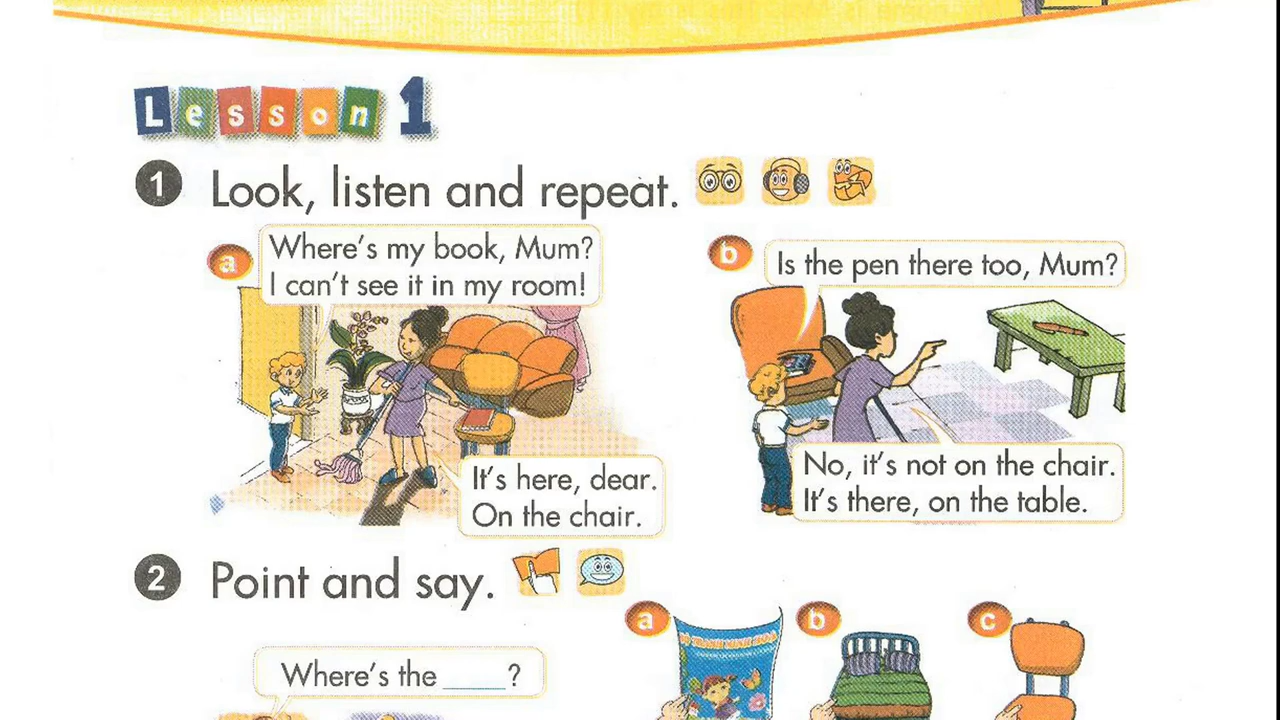 Lesson 1
1 Look, listen and repeat.
a
Where's my book, Mum?
I can't see it in my room!
It's here, dear.
On the chair.
b
Is the pen there too, Mum?
No, it's not on the chair.
It's there, on the table.
2 Point and say.
Where's the _____ ?
a
b
c